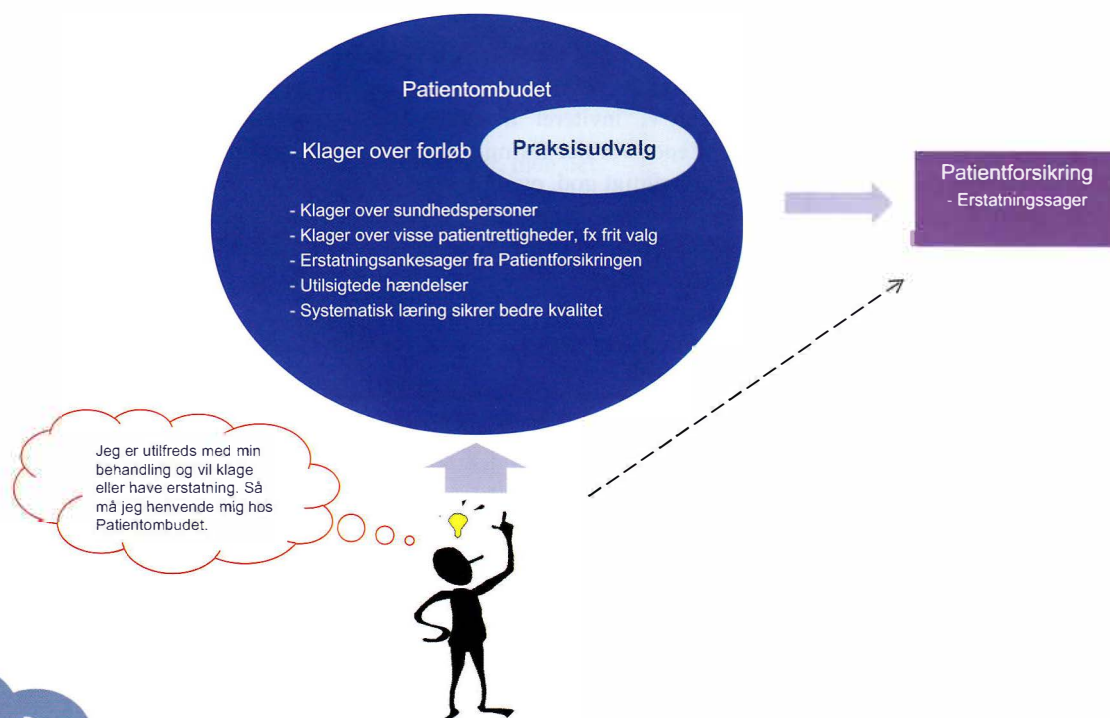 Patientombudet
- Klager over forløb
Praksisudvalg
- Klager over sundhedspersoner
- Klager over visse patientrettigheder, fx frit valg
- Erstatningsankesager fra Patientforsikringen
- Utilsigtede hændelser
- Systematisk læring sikrer bedre kvalitet
Patientforsikring
- Erstatningssager
Jeg er utilfreds med min
behandling og vil klage
eller have erstatning. Så
må jeg henvende mig hos
Patientombudet.